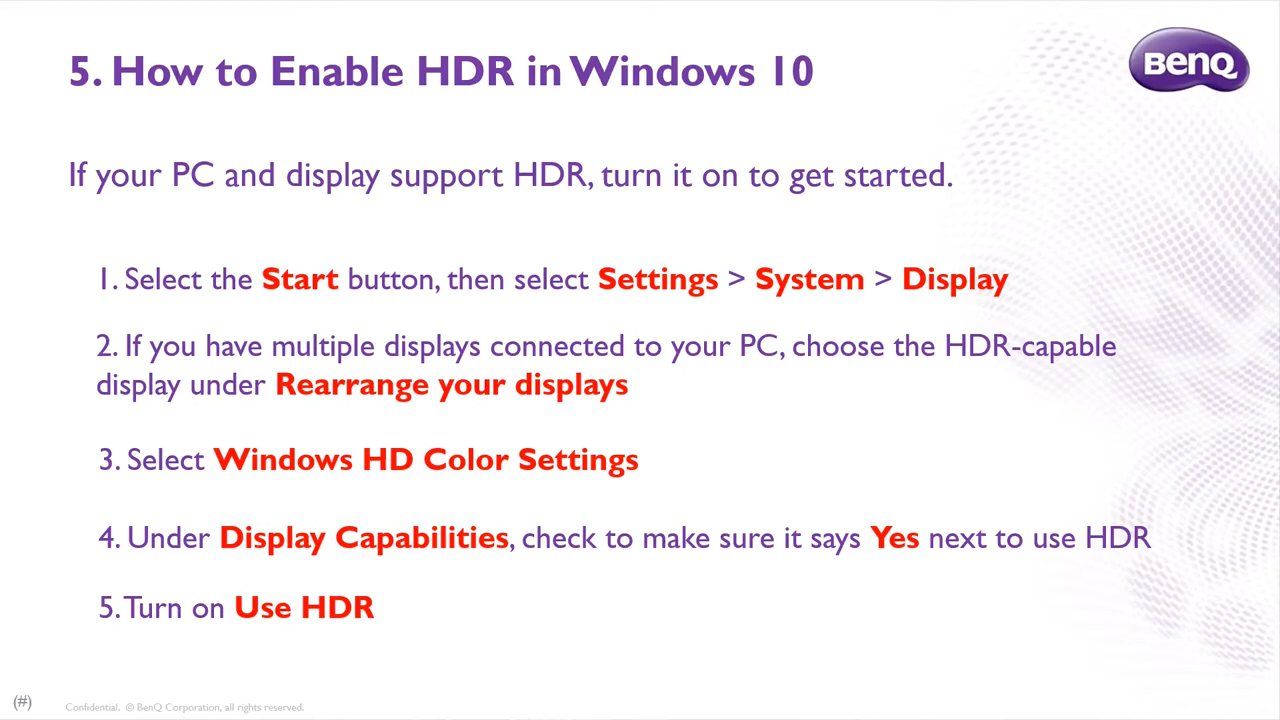 5. How to Enable HDR in Windows 10
BenQ
If your PC and display support HDR, turn it on to get started.
1. Select the Start button, then select Settings > System > Display
2. If you have multiple displays connected to your PC, choose the HDR-capable
display under Rearrange your displays
3. Select Windows HD Color Settings
4. Under Display Capabilities, check to make sure it says Yes next to use HDR
5. Turn on Use HDR
(#)
Confidential. © BenQ Corporation, all rights reserved.